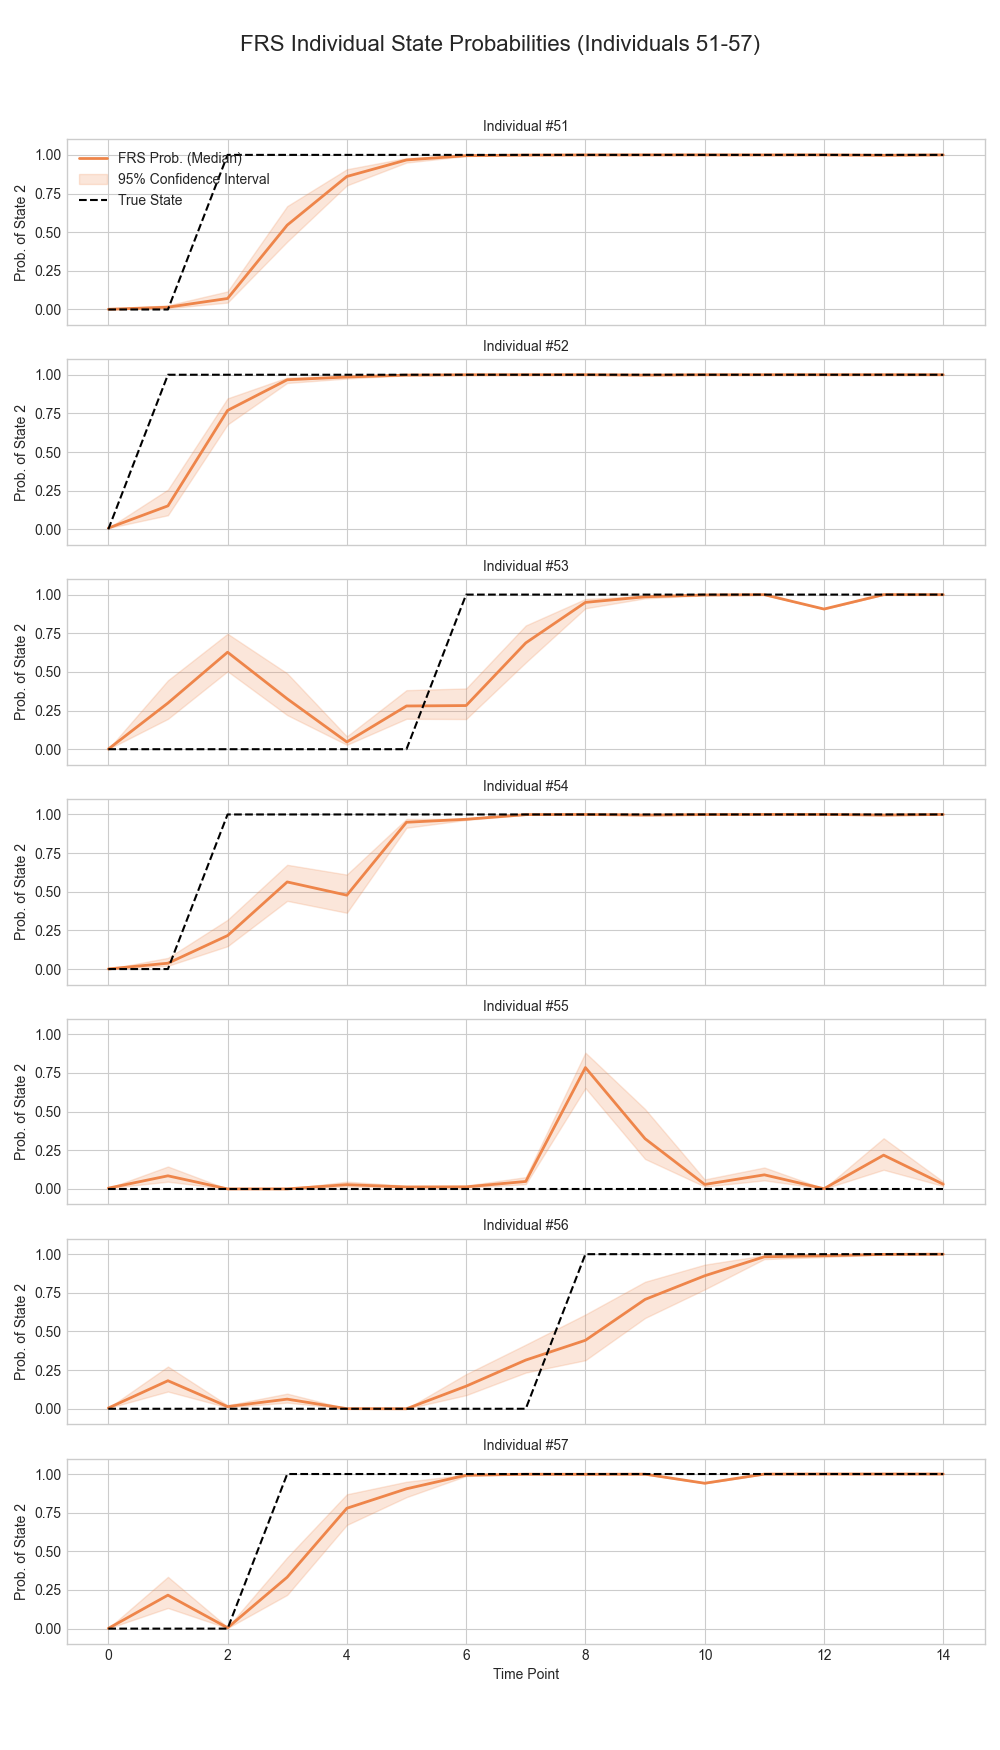 FRS Individual State Probabilities (Individuals 51-57)
Individual #51
FRS Prob. (Median)
95% Confidence Interval
True State
Prob. of State 2
1.00
0.75
0.50
0.25
0.00
Individual #52
Prob. of State 2
1.00
0.75
0.50
0.25
0.00
Individual #53
Prob. of State 2
1.00
0.75
0.50
0.25
0.00
Individual #54
Prob. of State 2
1.00
0.75
0.50
0.25
0.00
Individual #55
Prob. of State 2
1.00
0.75
0.50
0.25
0.00
Individual #56
Prob. of State 2
1.00
0.75
0.50
0.25
0.00
Individual #57
Prob. of State 2
1.00
0.75
0.50
0.25
0.00
0 2 4 6 8 10 12 14
Time Point